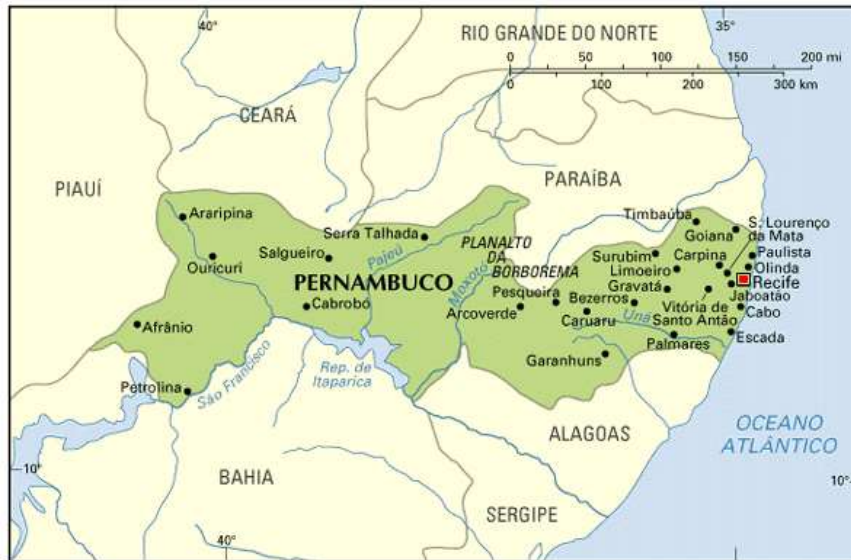 40°
35°
RIO GRANDE DO NORTE
0 50 100 150 200 mi
0 100 200 300 km
CEARÁ
PIAUÍ
PARAÍBA
Araripina
Timbaúba
S. Lourenço
da Mata
Goiana
Serra Talhada
Paulista
PLANALTO
DA
BORBOREMA
Surubim
Carpina
Olinda
Salgueiro
Pajeú
Ouricurí
Limoeiro
Recife
PERNAMBUCO
Moxotó
Gravatá
Jaboatão
Pesqueira
Bezerros
Vitória de
Santo Antão
Cabrobó
Arcoverde
Cabo
Caruaru
Uná
Afrânio
Palmares
Escada
Garanhuns
Rep. de
Itaparica
Petrolina
São Francisco
OCEANO
ATLÂNTICO
ALAGOAS
BAHIA
10°
10°
SERGIPE
40°